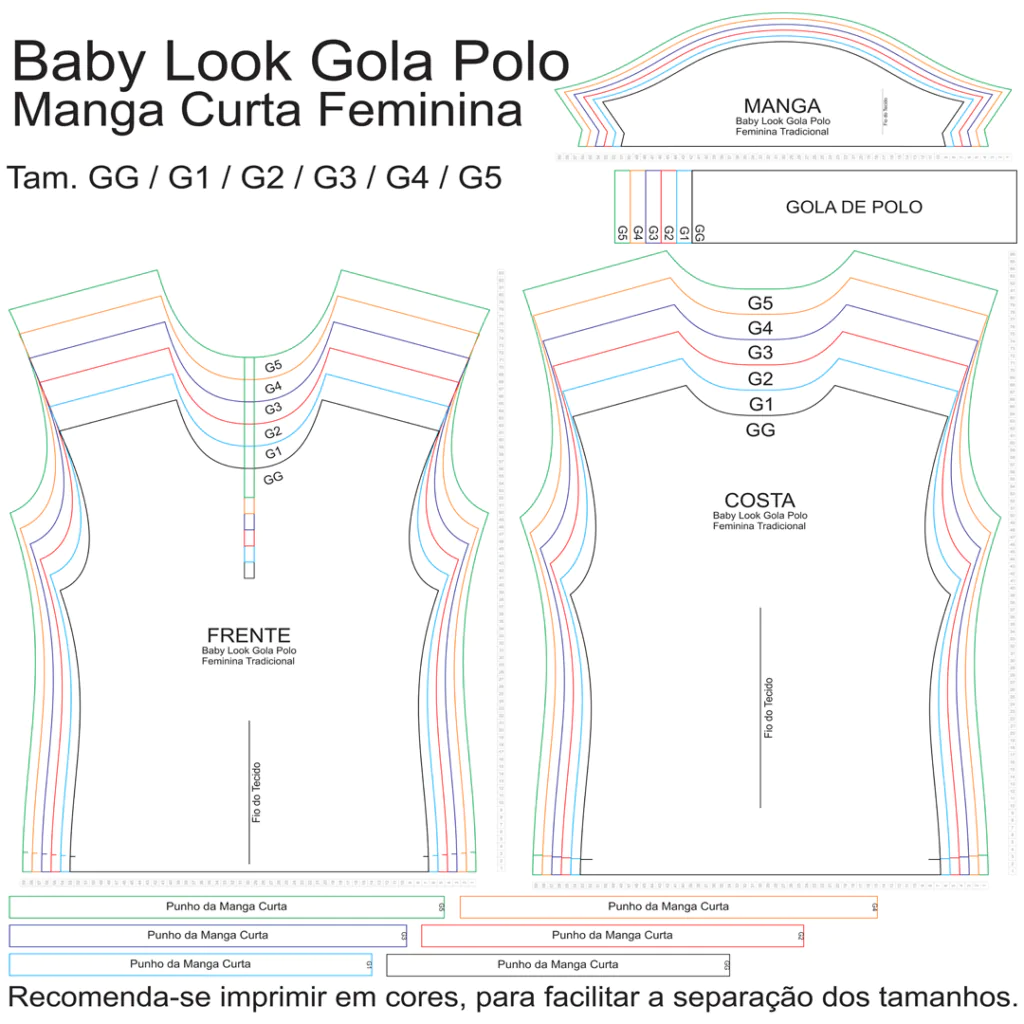 Baby Look Gola Polo
Manga Curta Feminina
Tam. GG / G1 / G2 / G3 / G4 / G5
MANGA
Baby Look Gola Polo
Feminina Tradicional
Fio do Tecido
GOLA DE POLO
G5
G4
G3
G2
G1
GG
G5
G4
G3
G2
G1
GG
FRENTE
Baby Look Gola Polo
Feminina Tradicional
Fio do Tecido
G5
G4
G3
G2
G1
GG
COSTA
Baby Look Gola Polo
Feminina Tradicional
Fio do Tecido
Punho da Manga Curta G5
Punho da Manga Curta G4
Punho da Manga Curta G3
Punho da Manga Curta G2
Punho da Manga Curta G1
Punho da Manga Curta GG
Recomenda-se imprimir em cores, para facilitar a separação dos tamanhos.